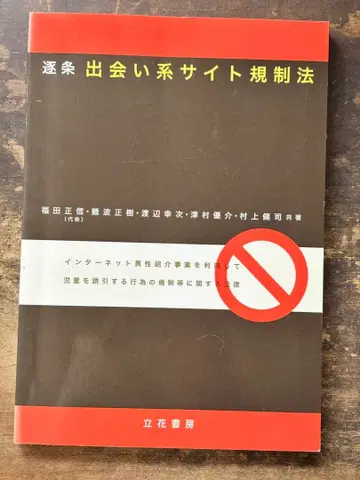 逐条 出会い系サイト規制法
福田正信・難波正樹・渡辺幸次・津村優介・村上健司 共著
(代表)
インターネット異性紹介事業を利用して
児童を誘引する行為の規制等に関する法律
立花書房